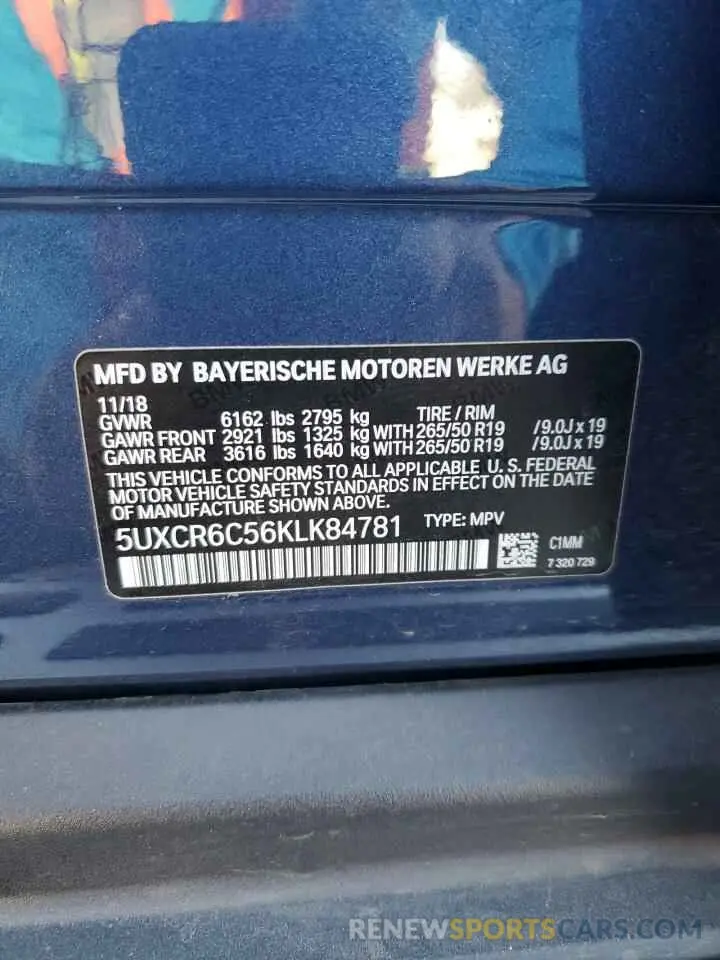 MFD BY BAYERISCHE MOTOREN WERKE AG
11/18
GVWR 6162 lbs 2795 kg TIRE / RIM
GAWR FRONT 2921 lbs 1325 kg WITH 265/50 R19 /9.0J x 19
GAWR REAR 3616 lbs 1640 kg WITH 265/50 R19 /9.0J x 19
THIS VEHICLE CONFORMS TO ALL APPLICABLE U.S. FEDERAL
MOTOR VEHICLE SAFETY STANDARDS IN EFFECT ON THE DATE
OF MANUFACTURE SHOWN ABOVE.
5UXCR6C56KLK84781 TYPE: MPV
C1MM
7 320 729
RENEWSPORTSCARS.COM